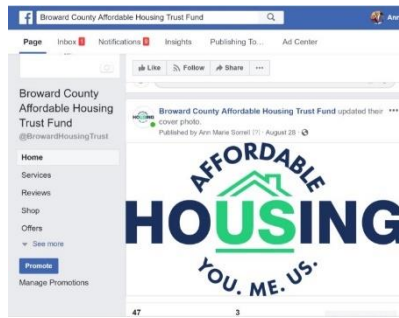 Broward County Affordable Housing Trust Fund
Ann
Page Inbox Notifications Insights Publishing To... Ad Center
Like Follow Share ...
Broward County
Affordable Housing
Trust Fund
@BrowardHousingTrust
Home
Services
Reviews
Shop
Offers
See more
Promote
Manage Promotions
Broward County Affordable Housing Trust Fund updated their
cover photo.
Published by Ann Marie Sorrell [?] · August 28 ·
AFFORDABLE
HOUSING
YOU. ME. US.
47 3